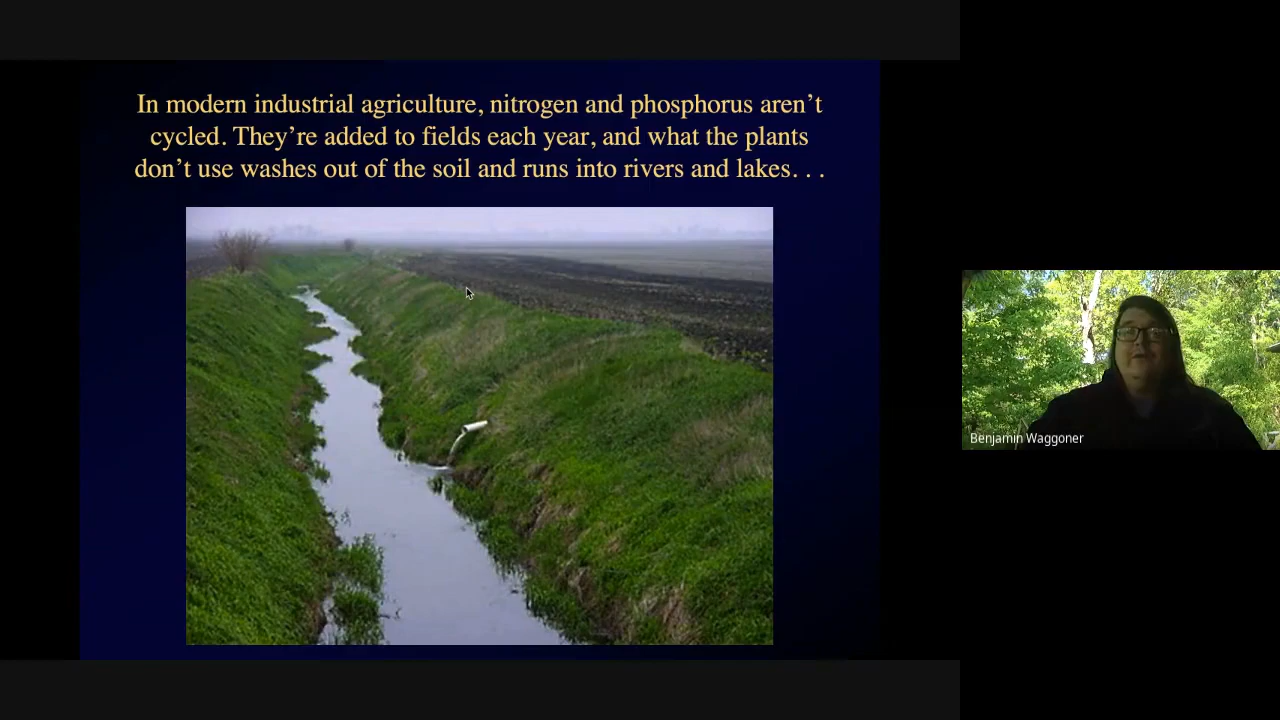 In modern industrial agriculture, nitrogen and phosphorus aren’t
cycled. They’re added to fields each year, and what the plants
don’t use washes out of the soil and runs into rivers and lakes. . .
Benjamin Waggoner